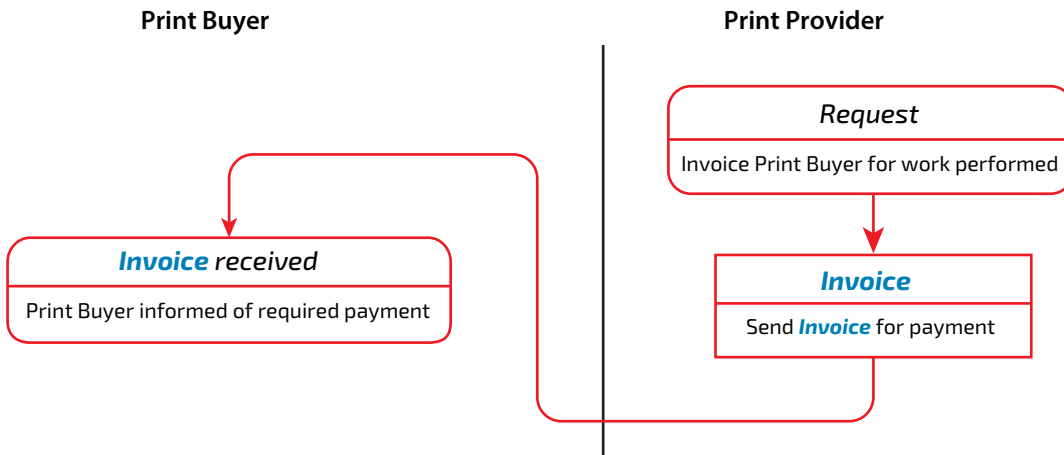 Print Buyer
Print Provider
Request
Invoice Print Buyer for work performed
Invoice received
Print Buyer informed of required payment
Invoice
Send Invoice for payment